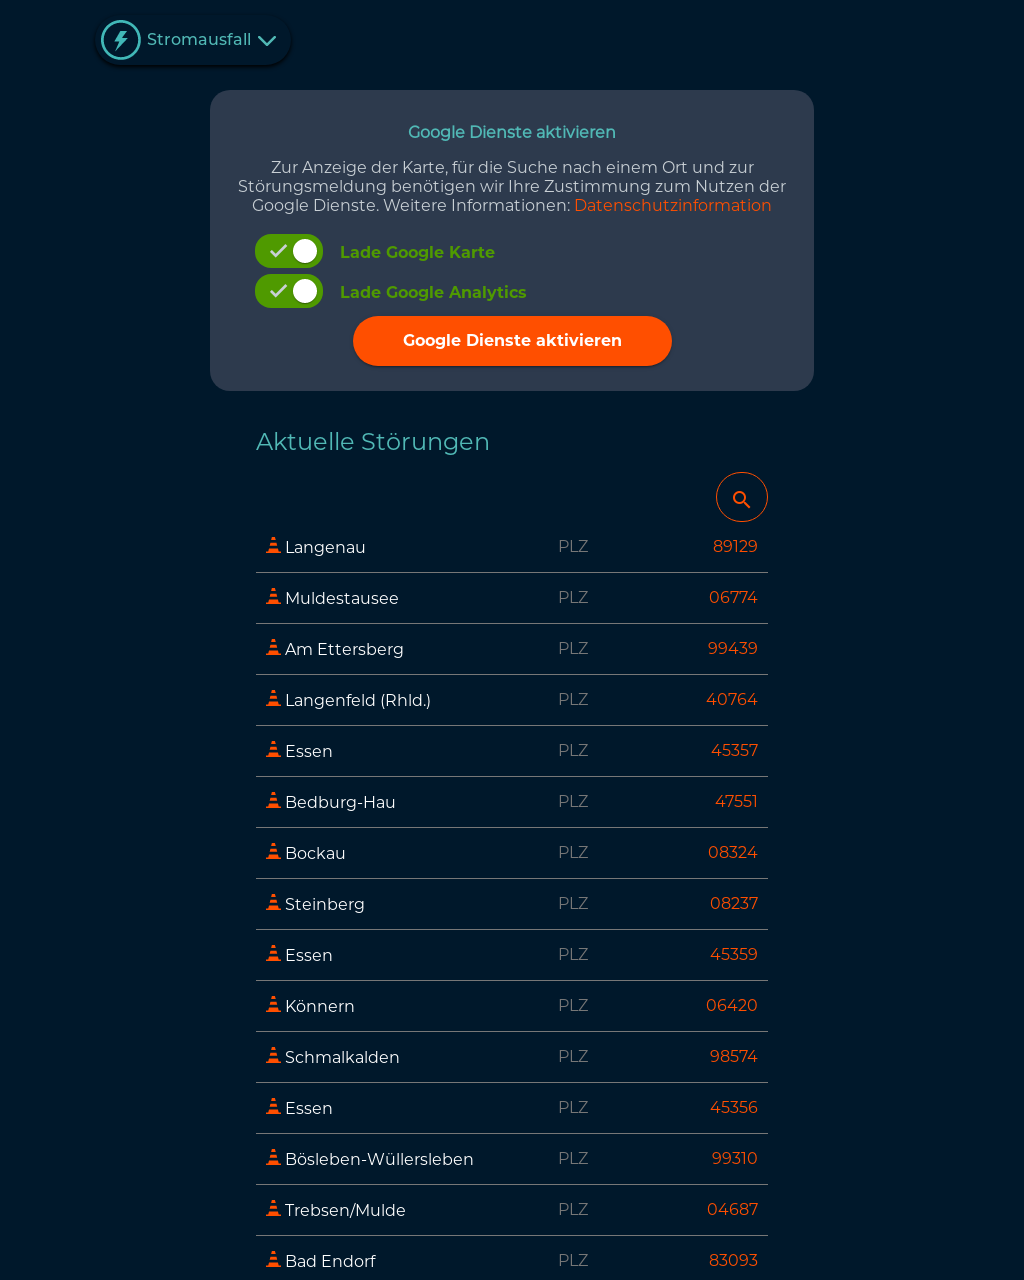 Stromausfall
Google Dienste aktivieren
Zur Anzeige der Karte, für die Suche nach einem Ort und zur
Störungsmeldung benötigen wir Ihre Zustimmung zum Nutzen der
Google Dienste. Weitere Informationen: Datenschutzinformation
Lade Google Karte
Lade Google Analytics
Google Dienste aktivieren
Aktuelle Störungen
Langenau PLZ 89129
Muldestausee PLZ 06774
Am Ettersberg PLZ 99439
Langenfeld (Rhld.) PLZ 40764
Essen PLZ 45357
Bedburg-Hau PLZ 47551
Bockau PLZ 08324
Steinberg PLZ 08237
Essen PLZ 45359
Könnern PLZ 06420
Schmalkalden PLZ 98574
Essen PLZ 45356
Bösleben-Wüllersleben PLZ 99310
Trebsen/Mulde PLZ 04687
Bad Endorf PLZ 83093